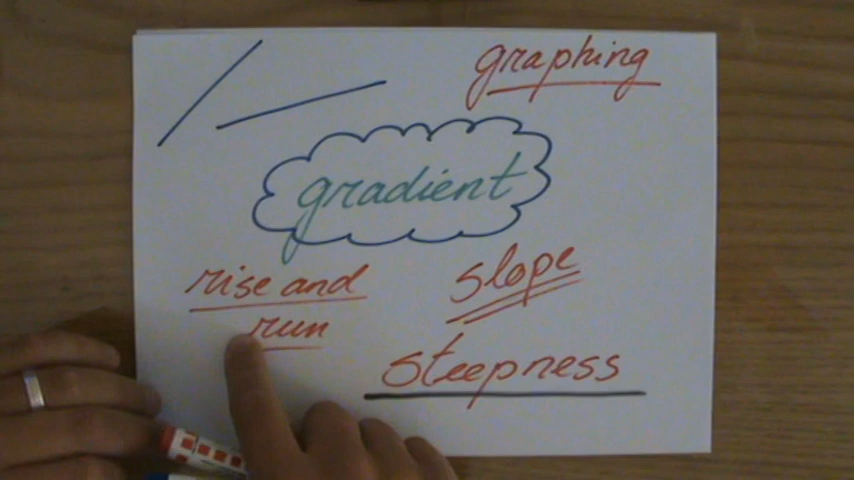 graphing
gradient
rise and
run
slope
steepness